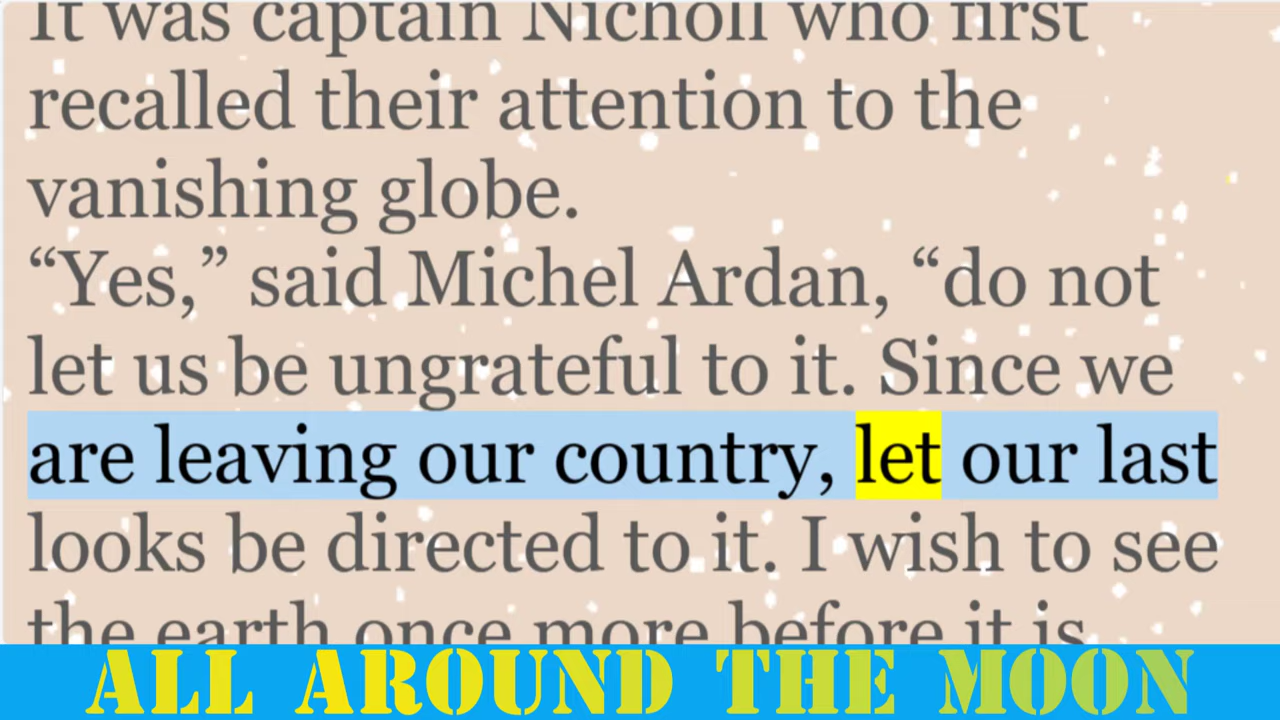 It was captain Nicholl who first
recalled their attention to the
vanishing globe.
“Yes,” said Michel Ardan, “do not
let us be ungrateful to it. Since we
are leaving our country, let our last
looks be directed to it. I wish to see
the earth once more before it is
ALL AROUND THE MOON